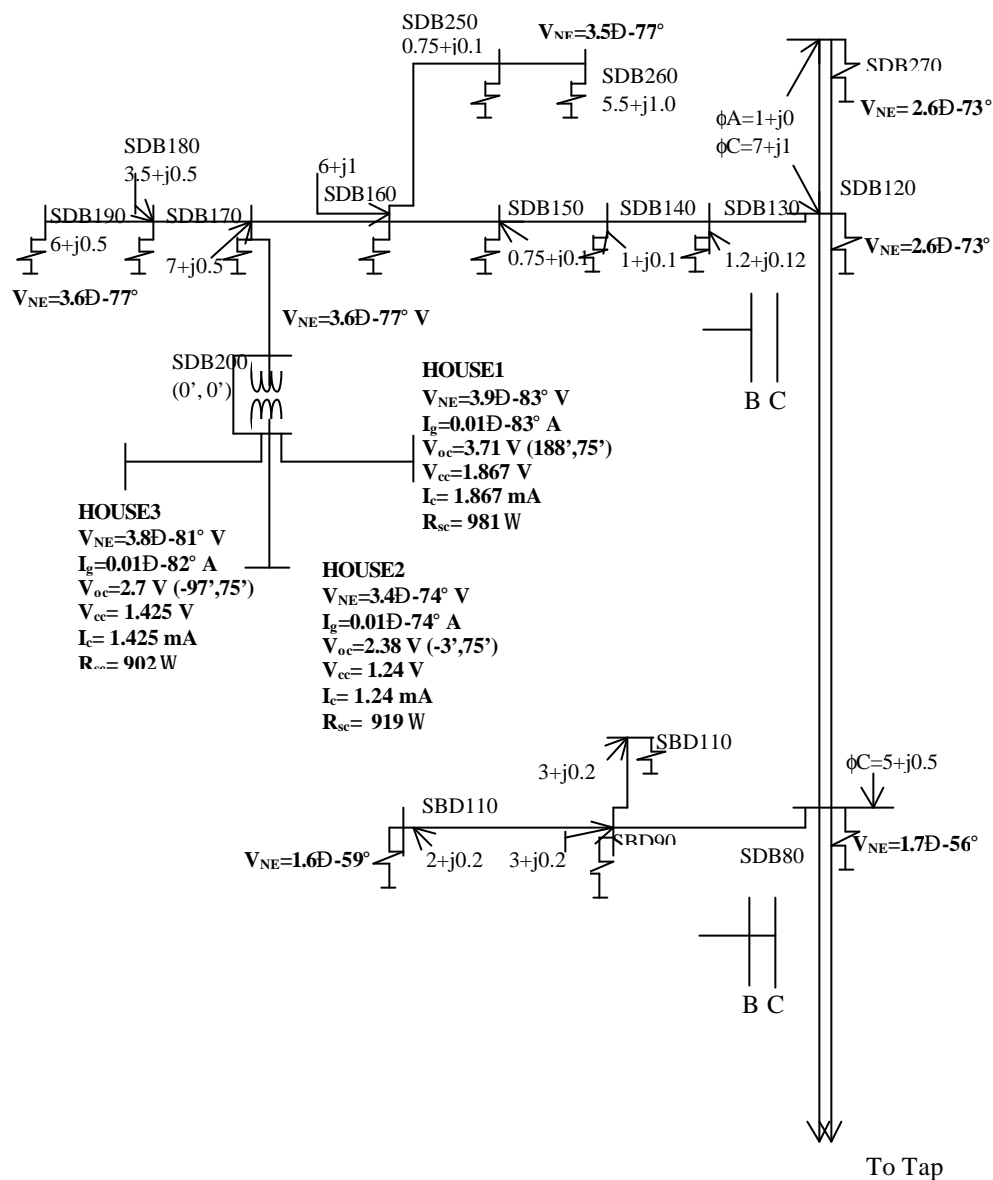 SDB250
0.75+j0.1
V_NE=3.5Ð-77°
SDB260
5.5+j1.0
SDB270
V_NE= 2.6Ð-73°
ϕA=1+j0
ϕC=7+j1
SDB180
3.5+j0.5
6+j1
SDB160
SDB120
SDB190
6+j0.5
SDB170
7+j0.5
SDB150
0.75+j0.1
SDB140
1+j0.1
SDB130
1.2+j0.12
V_NE=2.6Ð-73°
V_NE=3.6Ð-77°
V_NE=3.6Ð-77° V
B C
SDB200
(0’, 0’)
HOUSE1
V_NE=3.9Ð-83° V
I_g=0.01Ð-83° A
V_oc=3.71 V (188’,75’)
V_cc=1.867 V
I_c= 1.867 mA
R_sc= 981 W
HOUSE3
V_NE=3.8Ð-81° V
I_g=0.01Ð-82° A
V_oc=2.7 V (-97’,75’)
V_cc= 1.425 V
I_c= 1.425 mA
R_sc= 902 W
HOUSE2
V_NE=3.4Ð-74° V
I_g=0.01Ð-74° A
V_oc=2.38 V (-3’,75’)
V_cc= 1.24 V
I_c= 1.24 mA
R_sc= 919 W
SBD110
3+j0.2
ϕC=5+j0.5
SBD110
2+j0.2
3+j0.2
SBD90
SDB80
V_NE=1.6Ð-59°
V_NE=1.7Ð-56°
B C
To Tap